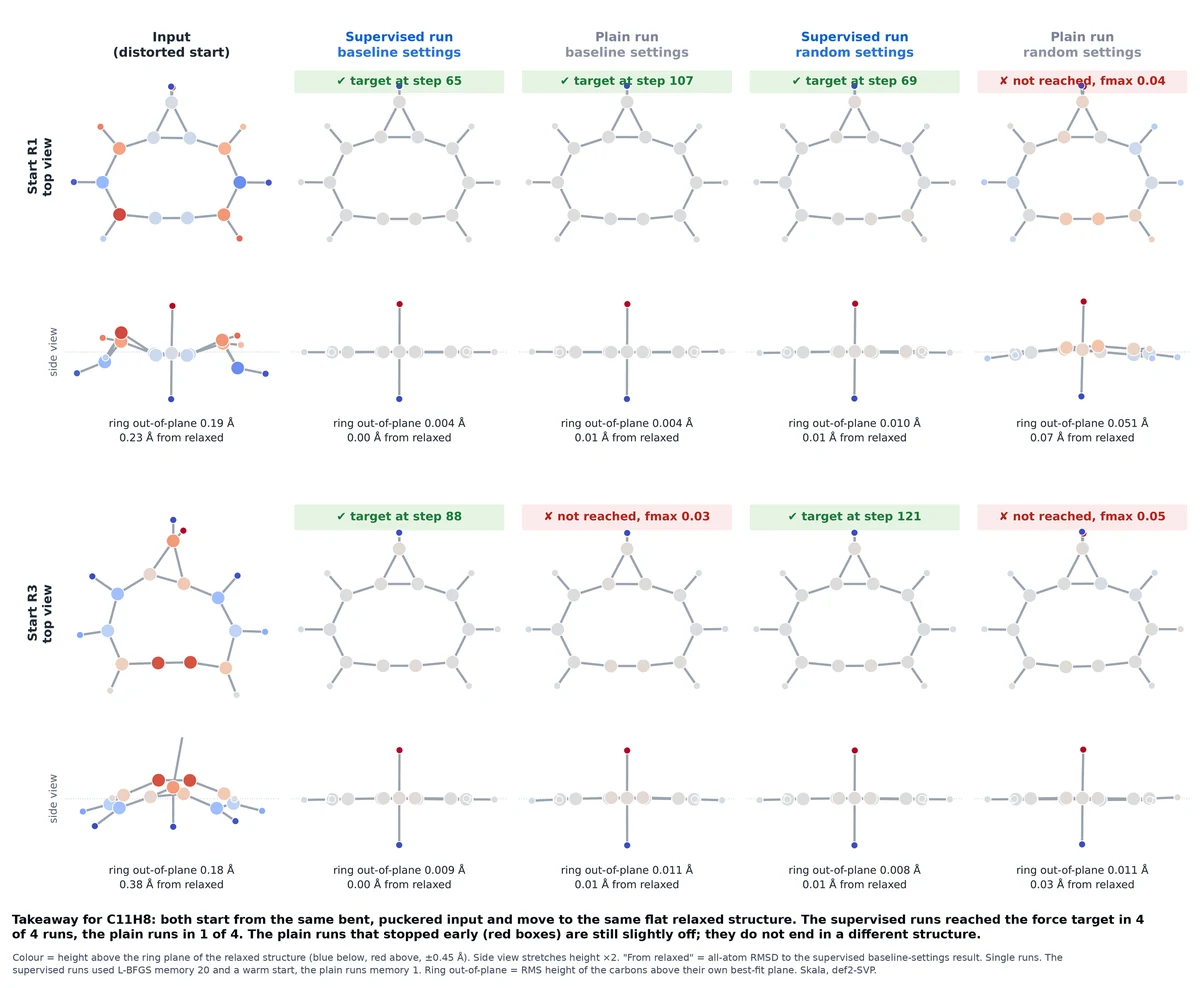 Input
(distorted start)
Supervised run
baseline settings
Plain run
baseline settings
Supervised run
random settings
Plain run
random settings
✔ target at step 65
✔ target at step 107
✔ target at step 69
✘ not reached, fmax 0.04
Start R1
top view
side view
ring out-of-plane 0.19 Å
0.23 Å from relaxed
ring out-of-plane 0.004 Å
0.00 Å from relaxed
ring out-of-plane 0.004 Å
0.01 Å from relaxed
ring out-of-plane 0.010 Å
0.01 Å from relaxed
ring out-of-plane 0.051 Å
0.07 Å from relaxed
✔ target at step 88
✘ not reached, fmax 0.03
✔ target at step 121
✘ not reached, fmax 0.05
Start R3
top view
side view
ring out-of-plane 0.18 Å
0.38 Å from relaxed
ring out-of-plane 0.009 Å
0.00 Å from relaxed
ring out-of-plane 0.011 Å
0.01 Å from relaxed
ring out-of-plane 0.008 Å
0.01 Å from relaxed
ring out-of-plane 0.011 Å
0.03 Å from relaxed
Takeaway for C11H8: both start from the same bent, puckered input and move to the same flat relaxed structure. The supervised runs reached the force target in 4
of 4 runs, the plain runs in 1 of 4. The plain runs that stopped early (red boxes) are still slightly off; they do not end in a different structure.
Colour = height above the ring plane of the relaxed structure (blue below, red above, ±0.45 Å). Side view stretches height ×2. "From relaxed" = all-atom RMSD to the supervised baseline-settings result. Single runs. The
supervised runs used L-BFGS memory 20 and a warm start, the plain runs memory 1. Ring out-of-plane = RMS height of the carbons above their own best-fit plane. Skala, def2-SVP.